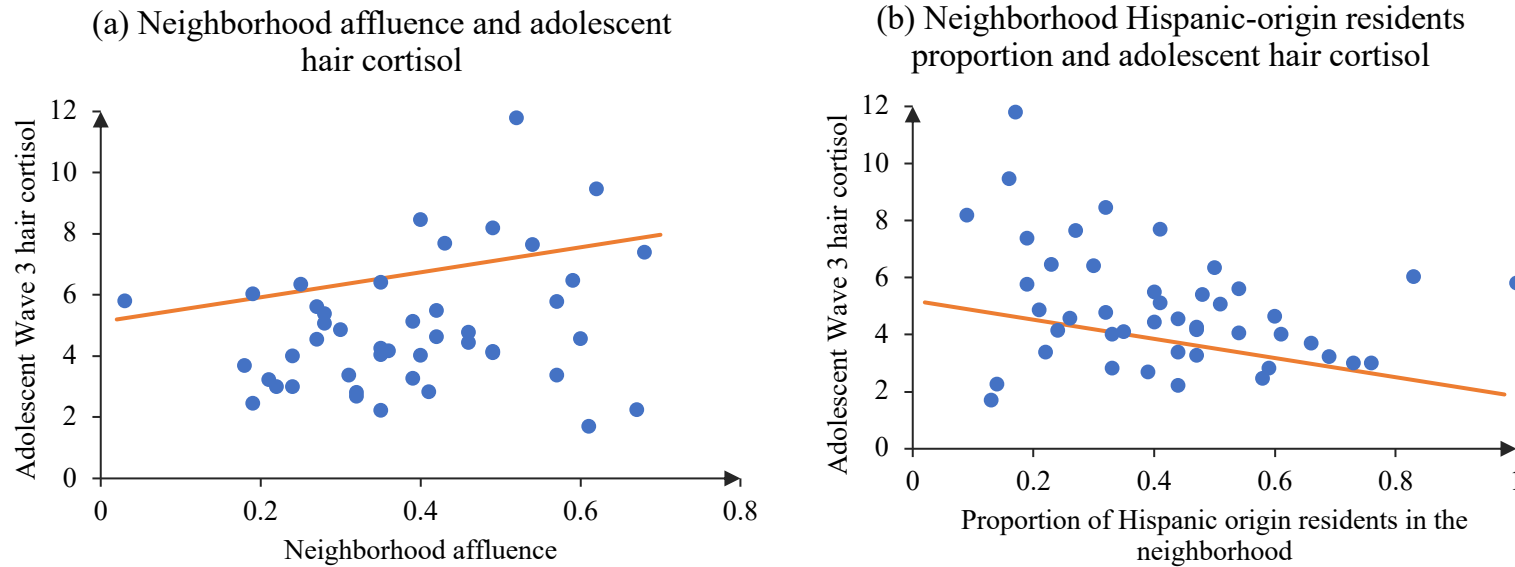 (a) Neighborhood affluence and adolescent
hair cortisol
Adolescent Wave 3 hair cortisol
12
10
8
6
4
2
0
0 0.2 0.4 0.6 0.8
Neighborhood affluence
(b) Neighborhood Hispanic-origin residents
proportion and adolescent hair cortisol
Adolescent Wave 3 hair cortisol
12
10
8
6
4
2
0
0 0.2 0.4 0.6 0.8
Proportion of Hispanic origin residents in the
neighborhood